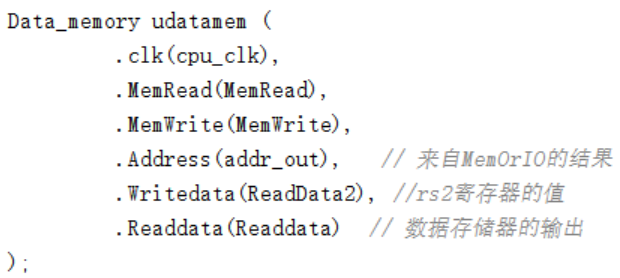 Data_memory udatamem (
.clk(cpu_clk),
.MemRead(MemRead),
.MemWrite(MemWrite),
.Address(addr_out), // 来自MemOrIO的结果
.Writedata(ReadData2), //rs2寄存器的值
.Readdata(Readdata) // 数据存储器的输出
);